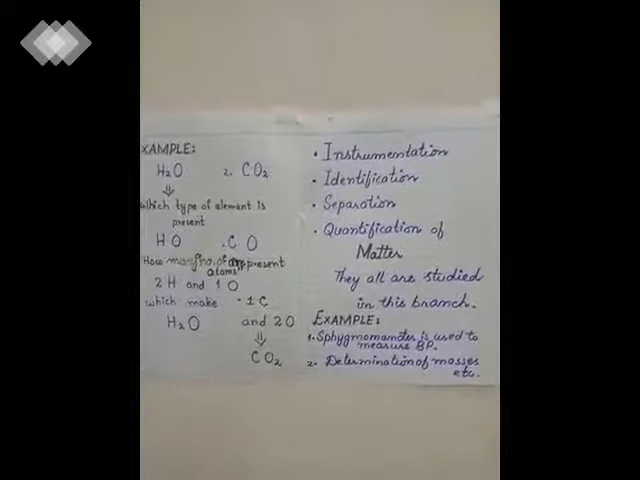 EXAMPLE:
H₂O 2. CO₂
⇓
which type of element is
present
H O .C O
How many no. of present
atoms
2 H and 1 O
which make · 1 C
H₂O and 2 O
⇓
CO₂
· Instrumentation
· Identification
· Separation
· Quantification of
Matter
They all are studied
in this branch.
EXAMPLE:
1. Sphygmomamoter is used to
measure BP.
2. Determination of masses
etc.